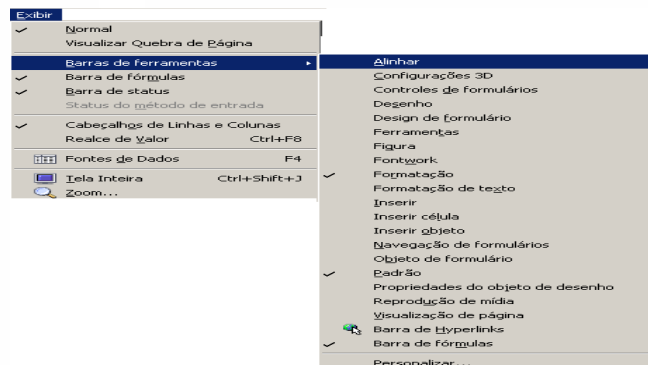 Exibir
Normal
Visualizar Quebra de Página
Barras de ferramentas
Barra de fórmulas
Barra de status
Status do método de entrada
Cabeçalhos de Linhas e Colunas
Realce de Valor Ctrl+F8
Fontes de Dados F4
Tela Inteira Ctrl+Shift+J
Zoom...
Alinhar
Configurações 3D
Controles de formulários
Desenho
Design de formulário
Ferramentas
Figura
Fontwork
Formatação
Formatação de texto
Inserir
Inserir célula
Inserir objeto
Navegação de formulários
Objeto de formulário
Padrão
Propriedades do objeto de desenho
Reprodução de mídia
Visualização de página
Barra de Hyperlinks
Barra de fórmulas
Personalizar...